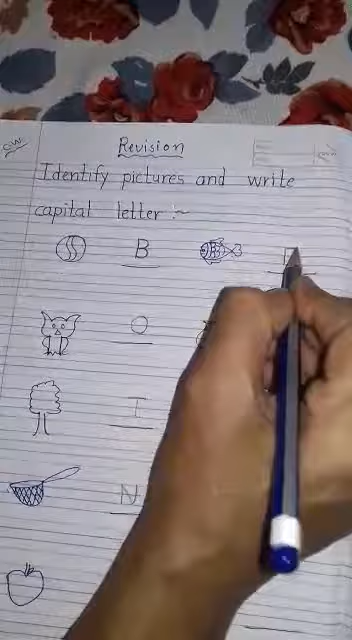 C.W.
Revision
Identify pictures and write
capital letter :~
B
O
I
N